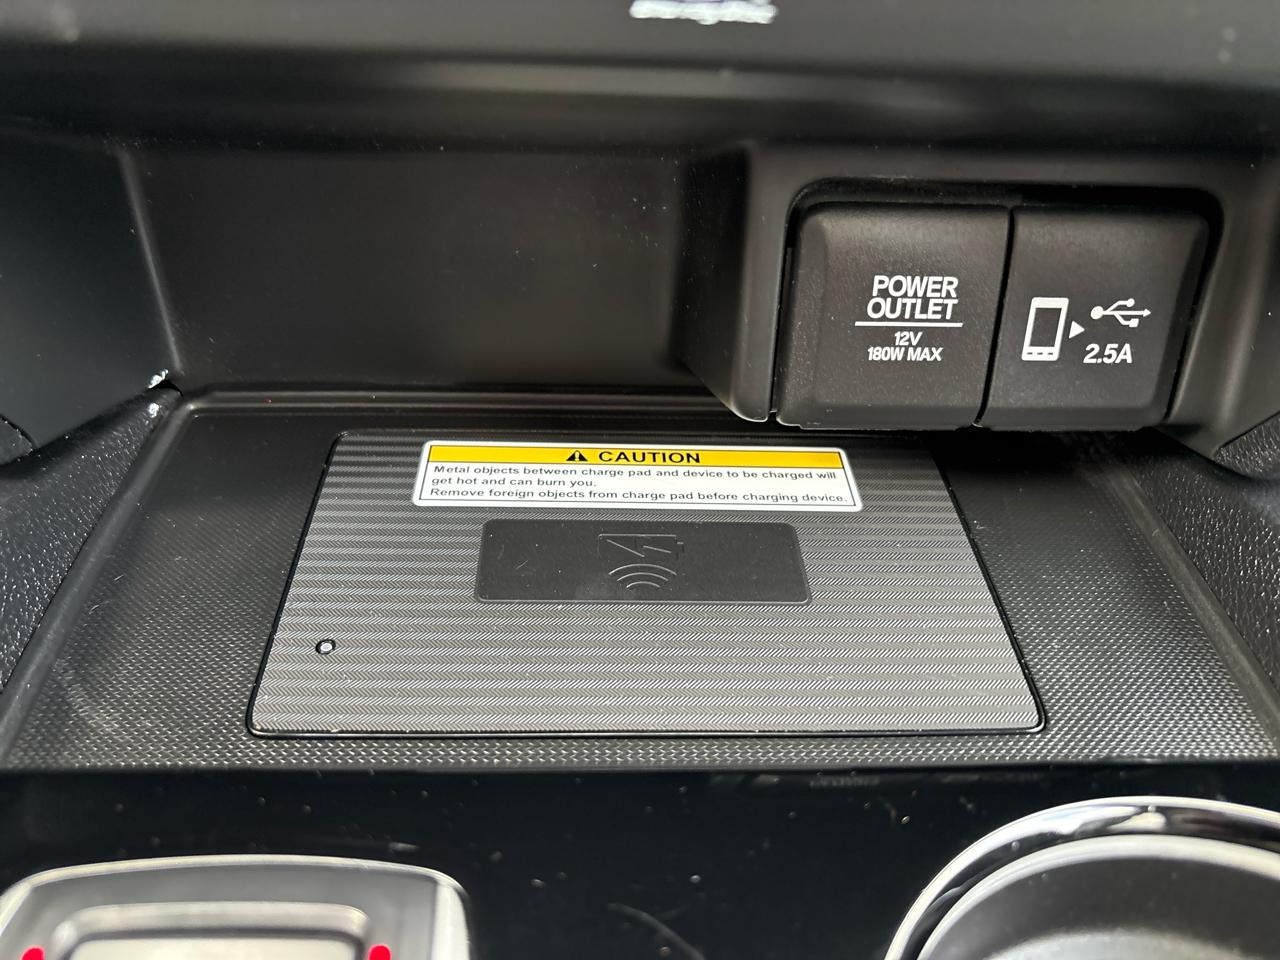 POWER
OUTLET
12V
180W MAX
2.5A
CAUTION
Metal objects between charge pad and device to be charged will
get hot and can burn you.
Remove foreign objects from charge pad before charging device.